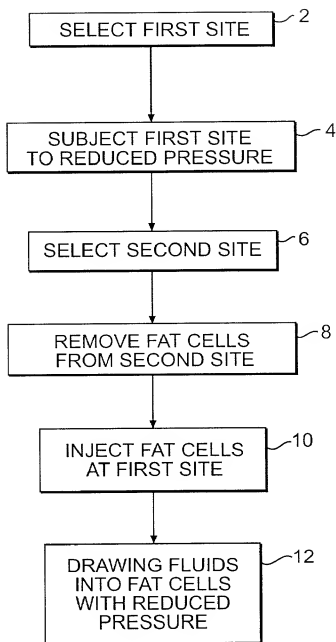 SELECT FIRST SITE
2
SUBJECT FIRST SITE
TO REDUCED PRESSURE
4
SELECT SECOND SITE
6
REMOVE FAT CELLS
FROM SECOND SITE
8
INJECT FAT CELLS
AT FIRST SITE
10
DRAWING FLUIDS
INTO FAT CELLS
WITH REDUCED
PRESSURE
12